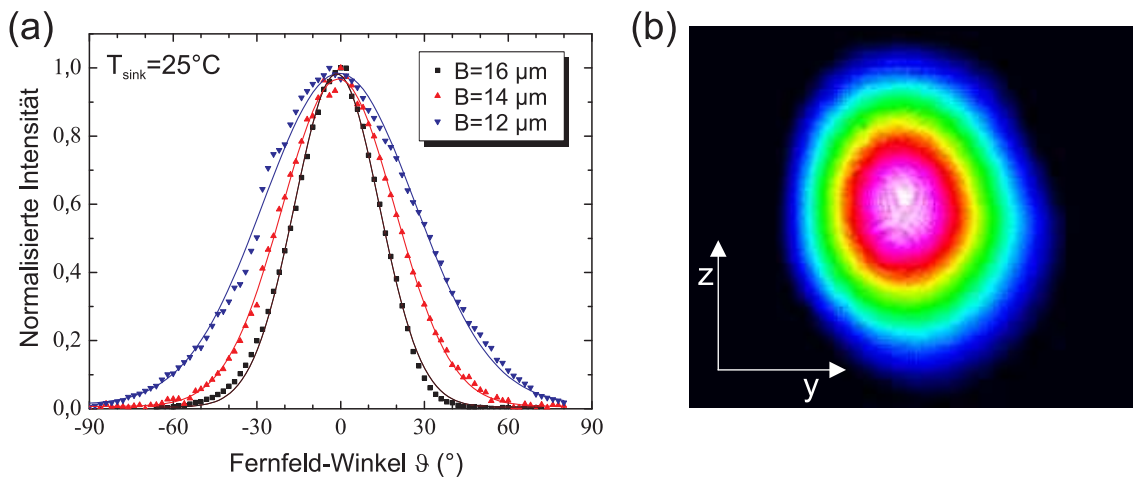 (a)
T_sink=25°C
B=16 µm
B=14 µm
B=12 µm
1,0
0,8
0,6
0,4
0,2
0,0
Normalisierte Intensität
-90 -60 -30 0 30 60 90
Fernfeld-Winkel ϑ (°)
(b)
z
y